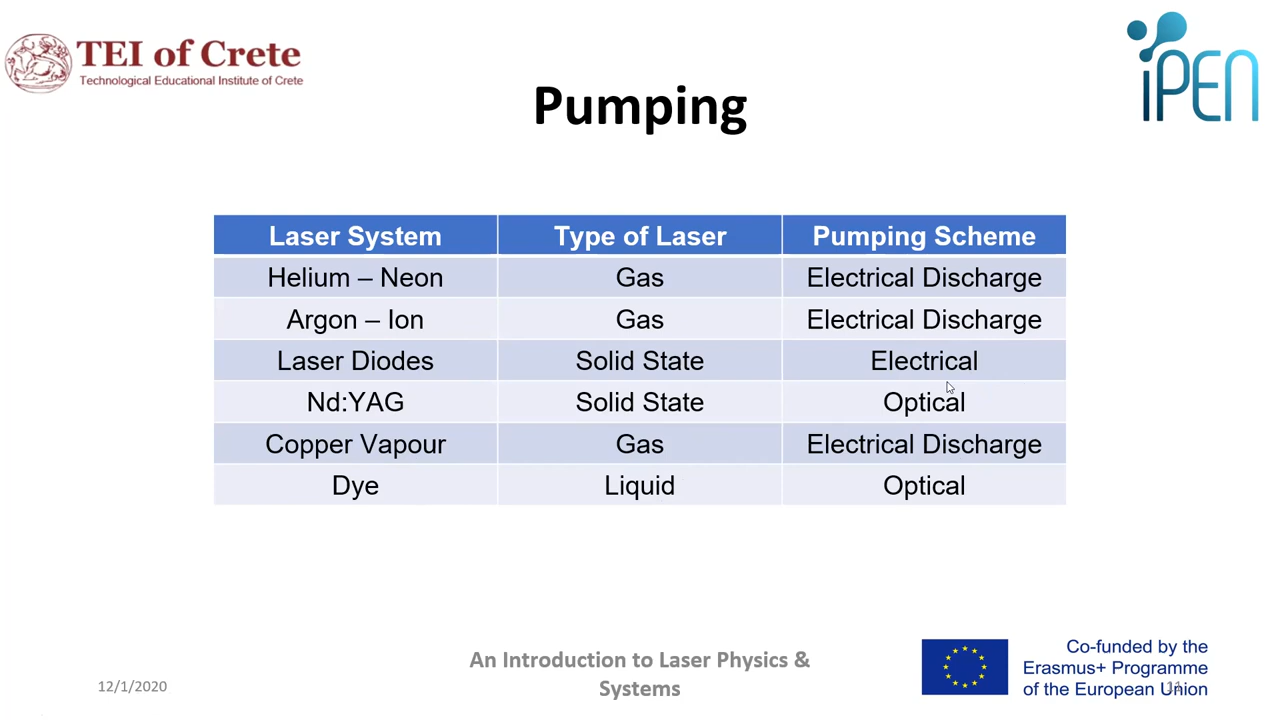 TEI of Crete
Technological Educational Institute of Crete
iPEN
Pumping
Laser System Type of Laser Pumping Scheme
Helium – Neon Gas Electrical Discharge
Argon – Ion Gas Electrical Discharge
Laser Diodes Solid State Electrical
Nd:YAG Solid State Optical
Copper Vapour Gas Electrical Discharge
Dye Liquid Optical
12/1/2020
An Introduction to Laser Physics &
Systems
Co-funded by the
Erasmus+ Programme
of the European Union
11